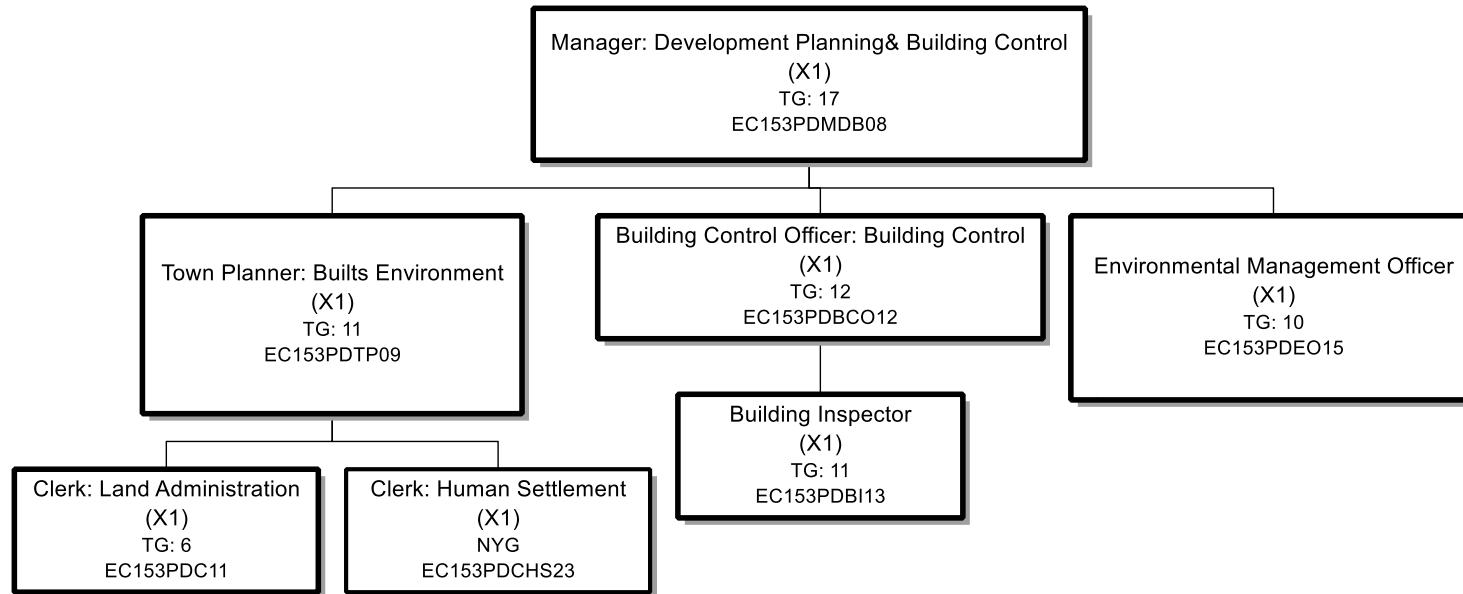 Manager: Development Planning& Building Control
(X1)
TG: 17
EC153PDMDB08
Town Planner: Builts Environment
(X1)
TG: 11
EC153PDTP09
Building Control Officer: Building Control
(X1)
TG: 12
EC153PDBCO12
Environmental Management Officer
(X1)
TG: 10
EC153PDEO15
Building Inspector
(X1)
TG: 11
EC153PDBI13
Clerk: Land Administration
(X1)
TG: 6
EC153PDC11
Clerk: Human Settlement
(X1)
NYG
EC153PDCHS23